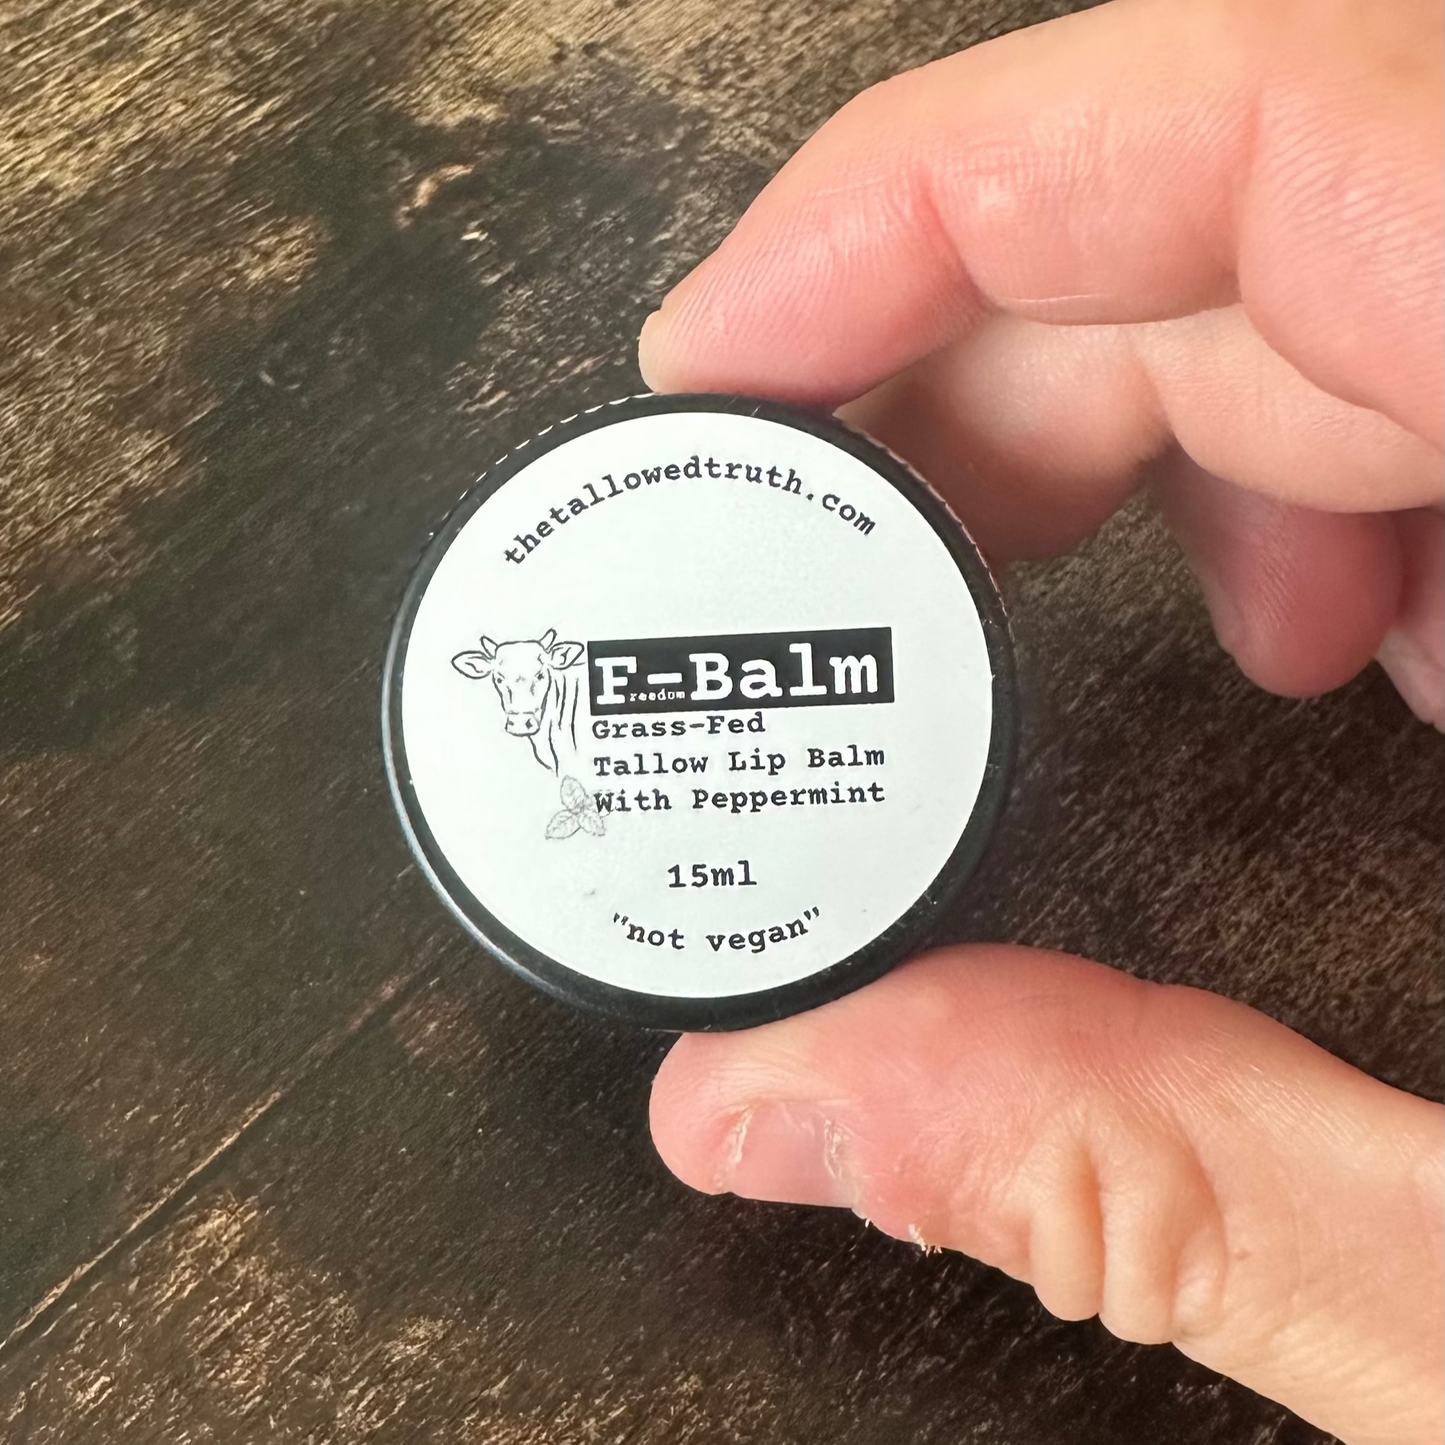 thetallowedtruth.com
F-Balm
reedom
Grass-Fed
Tallow Lip Balm
With Peppermint
15ml
"not vegan"